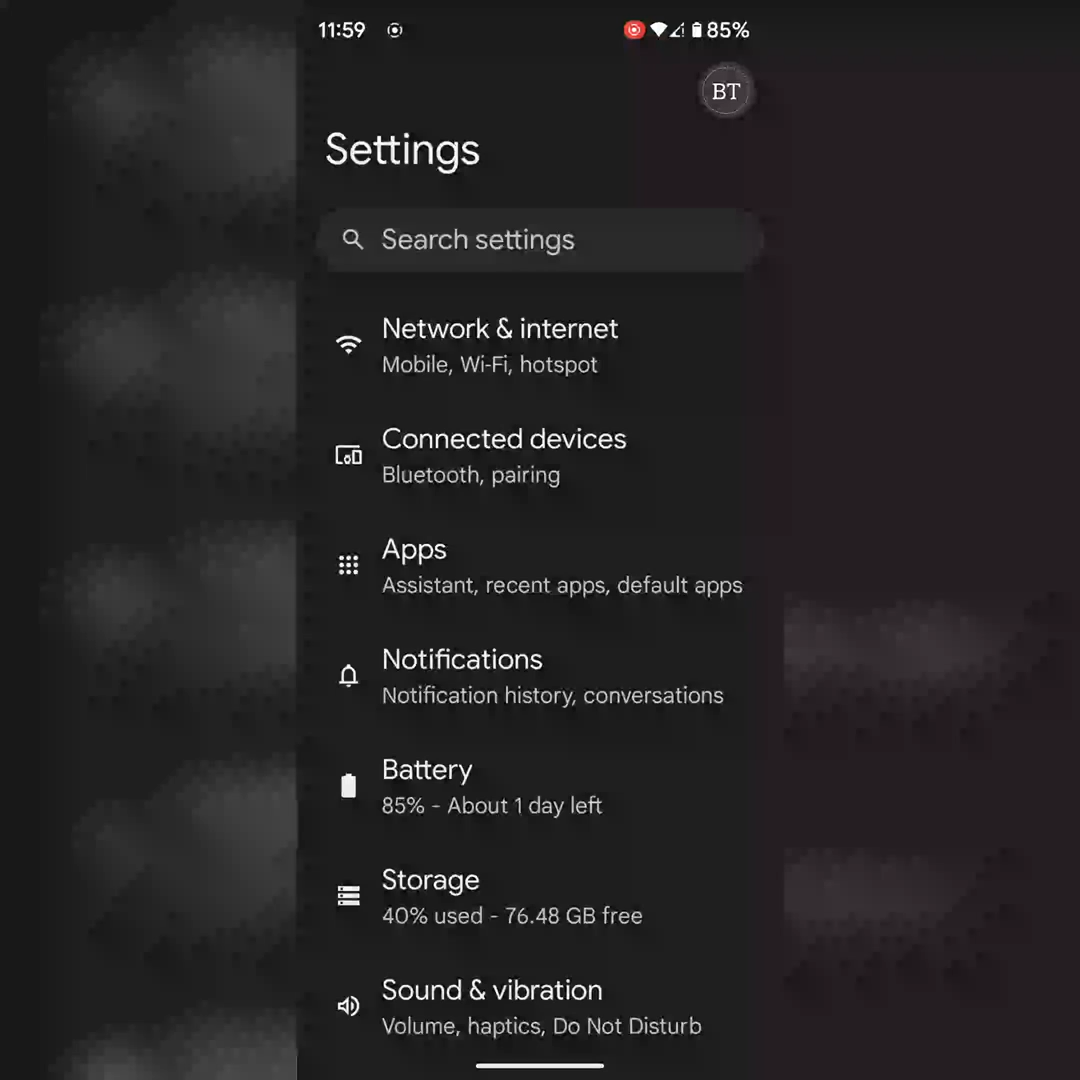 11:59 85%
BT
Settings
Search settings
Network & internet
Mobile, Wi-Fi, hotspot
Connected devices
Bluetooth, pairing
Apps
Assistant, recent apps, default apps
Notifications
Notification history, conversations
Battery
85% - About 1 day left
Storage
40% used - 76.48 GB free
Sound & vibration
Volume, haptics, Do Not Disturb